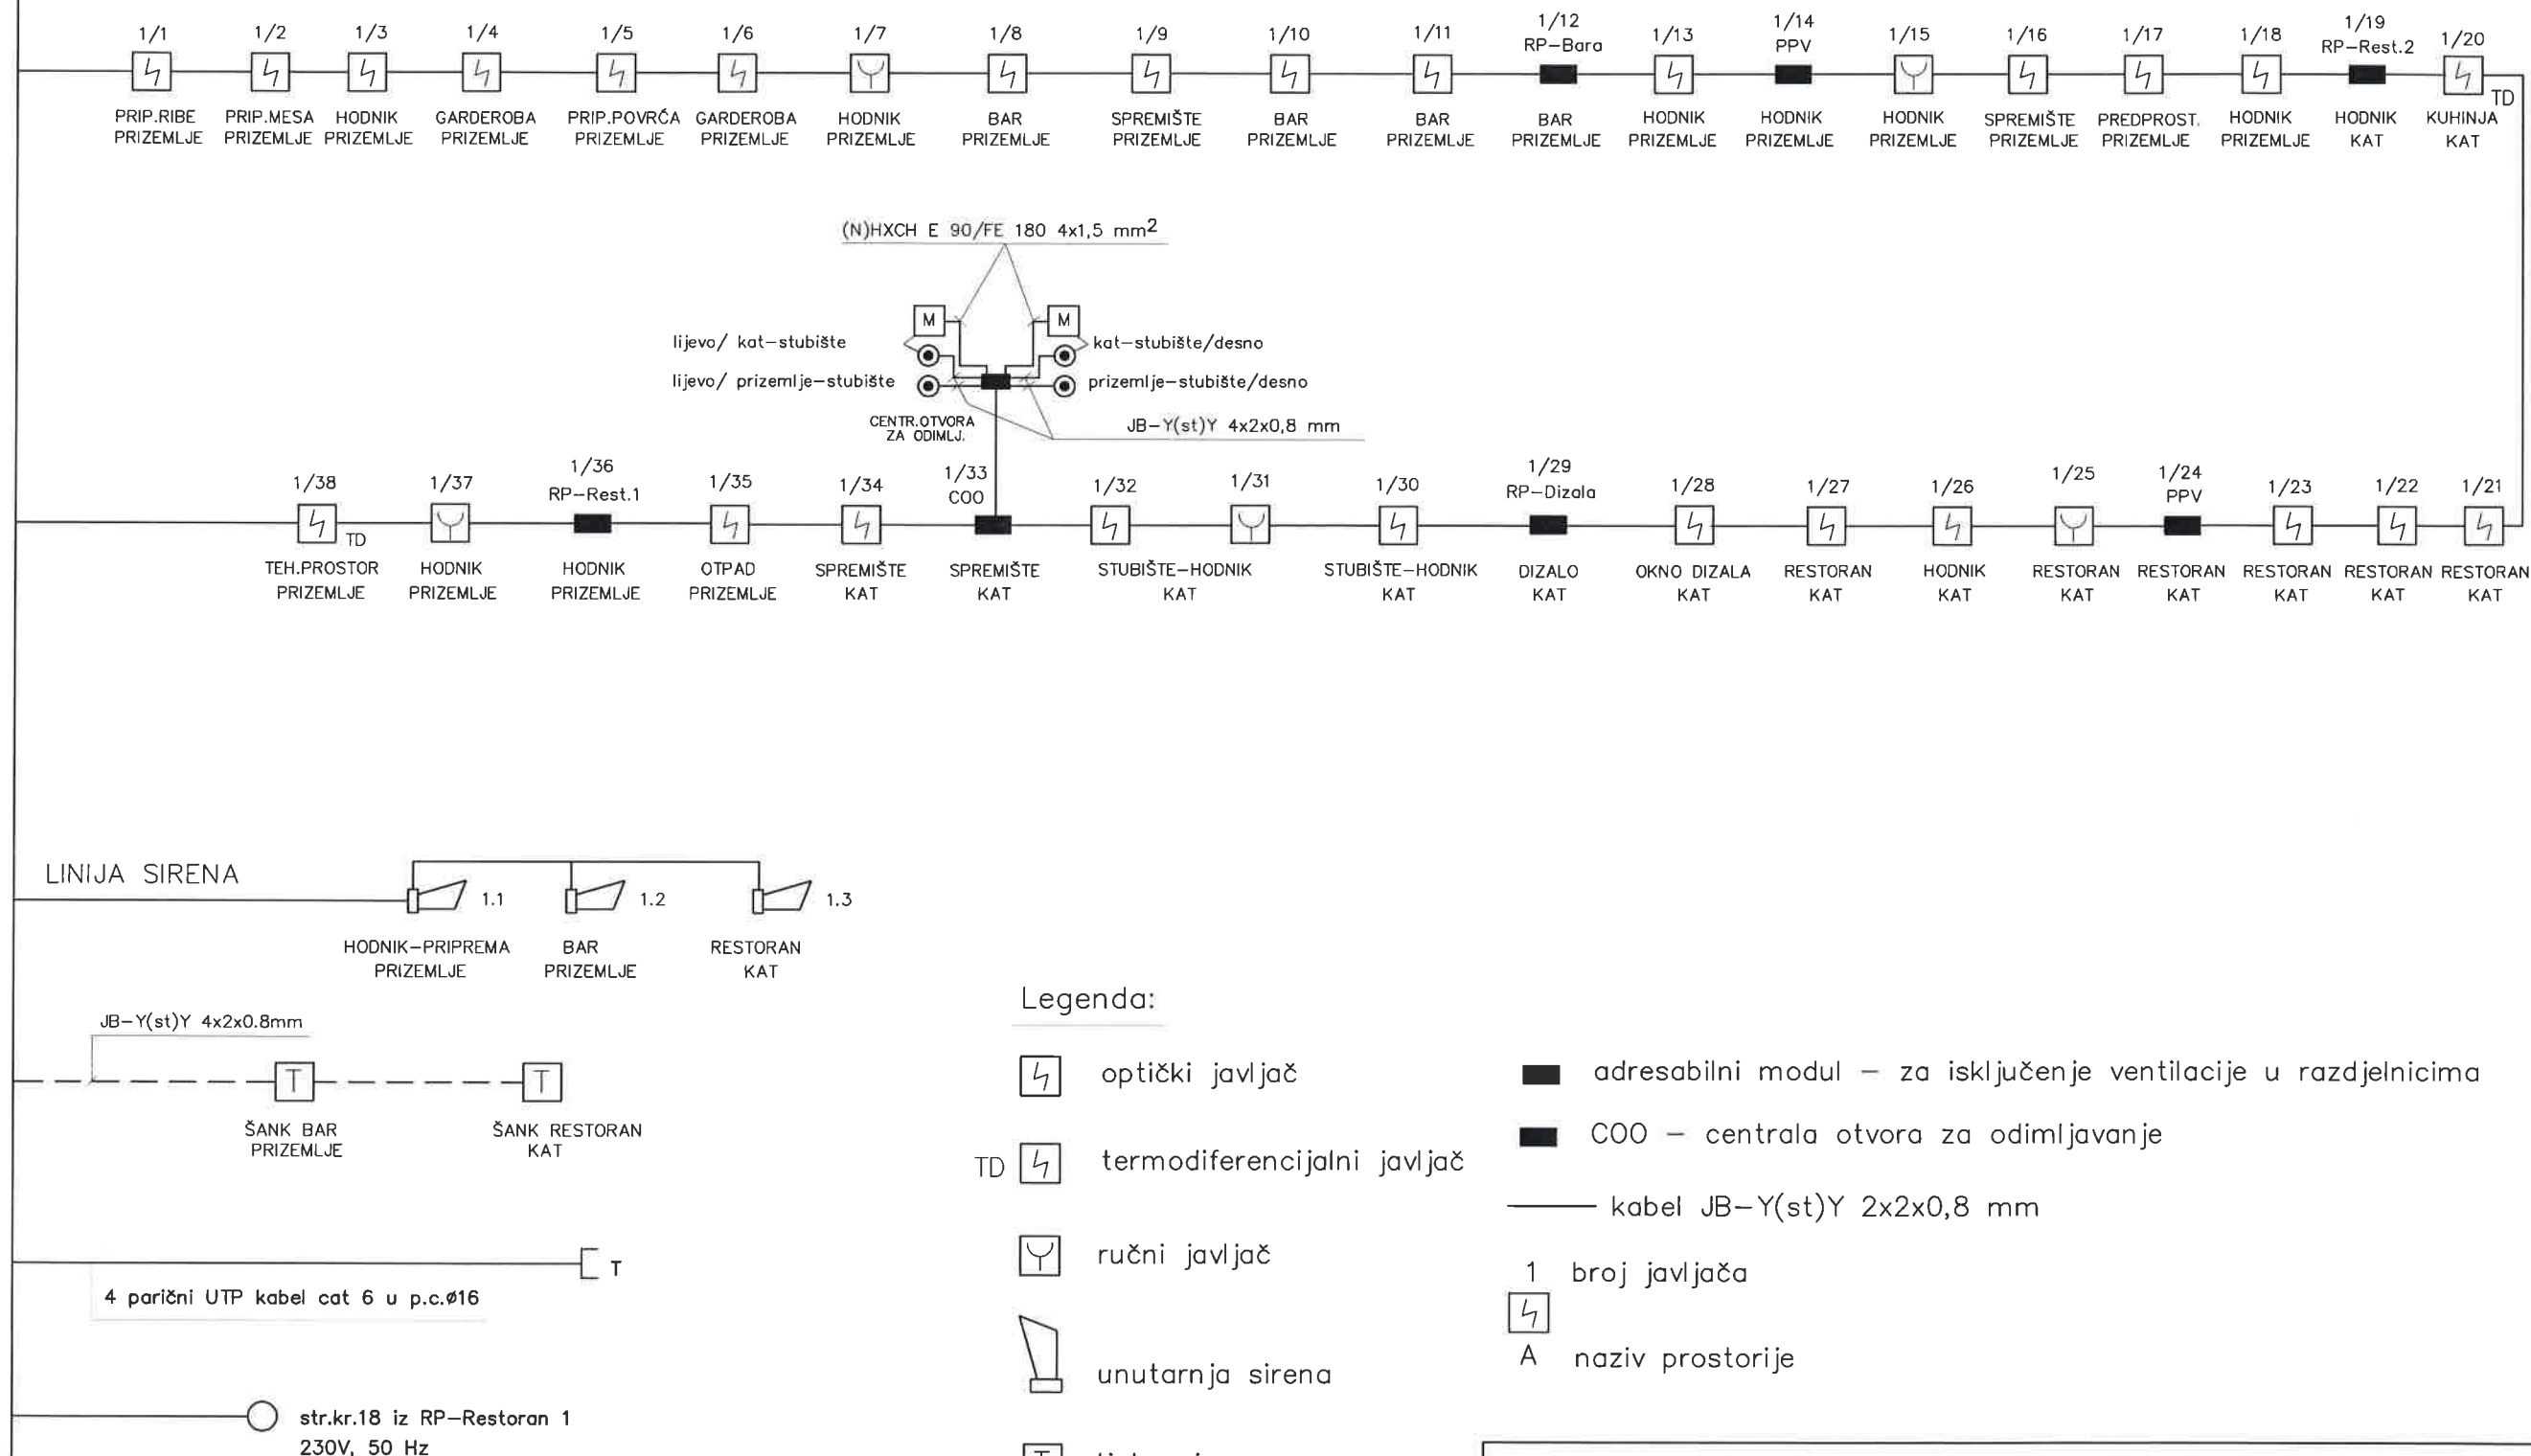 1/1 1/2 1/3 1/4 1/5 1/6 1/7 1/8 1/9 1/10 1/11 1/12 1/13 1/14 1/15 1/16 1/17 1/18 1/19 1/20
RP-Bara PPV RP-Rest.2
TD
PRIP.RIBE PRIP.MESA HODNIK GARDEROBA PRIP.POVRĆA GARDEROBA HODNIK BAR SPREMIŠTE BAR BAR BAR HODNIK HODNIK HODNIK SPREMIŠTE PREDPROST. HODNIK HODNIK KUHINJA
PRIZEMLJE PRIZEMLJE PRIZEMLJE PRIZEMLJE PRIZEMLJE PRIZEMLJE PRIZEMLJE PRIZEMLJE PRIZEMLJE PRIZEMLJE PRIZEMLJE PRIZEMLJE PRIZEMLJE PRIZEMLJE PRIZEMLJE PRIZEMLJE PRIZEMLJE PRIZEMLJE KAT KAT
(N)HXCH E 90/FE 180 4x1,5 mm2
M M
lijevo/ kat-stubište kat-stubište/desno
lijevo/ prizemlje-stubište prizemlje-stubište/desno
CENTR.OTVORA
ZA ODIMLJ.
JB-Y(st)Y 4x2x0,8 mm
1/38 1/37 1/36 1/35 1/34 1/33 1/32 1/31 1/30 1/29 1/28 1/27 1/26 1/25 1/24 1/23 1/22 1/21
RP-Rest.1 COO RP-Dizala PPV
TD
TEH.PROSTOR HODNIK HODNIK OTPAD SPREMIŠTE SPREMIŠTE STUBIŠTE-HODNIK STUBIŠTE-HODNIK DIZALO OKNO DIZALA RESTORAN HODNIK RESTORAN RESTORAN RESTORAN RESTORAN RESTORAN
PRIZEMLJE PRIZEMLJE PRIZEMLJE PRIZEMLJE KAT KAT KAT KAT KAT KAT KAT KAT KAT KAT KAT KAT KAT
LINIJA SIRENA
1.1 1.2 1.3
HODNIK-PRIPREMA BAR RESTORAN
PRIZEMLJE PRIZEMLJE KAT
JB-Y(st)Y 4x2x0.8mm
T T
ŠANK BAR ŠANK RESTORAN
PRIZEMLJE KAT
T
4 parični UTP kabel cat 6 u p.c.ø16
str.kr.18 iz RP-Restoran 1
230V, 50 Hz
Legenda:
optički javljač
TD termodiferencijalni javljač
ručni javljač
unutarnja sirena
adresabilni modul - za isključenje ventilacije u razdjelnicima
COO - centrala otvora za odimljavanje
kabel JB-Y(st)Y 2x2x0,8 mm
1 broj javljača
A naziv prostorije